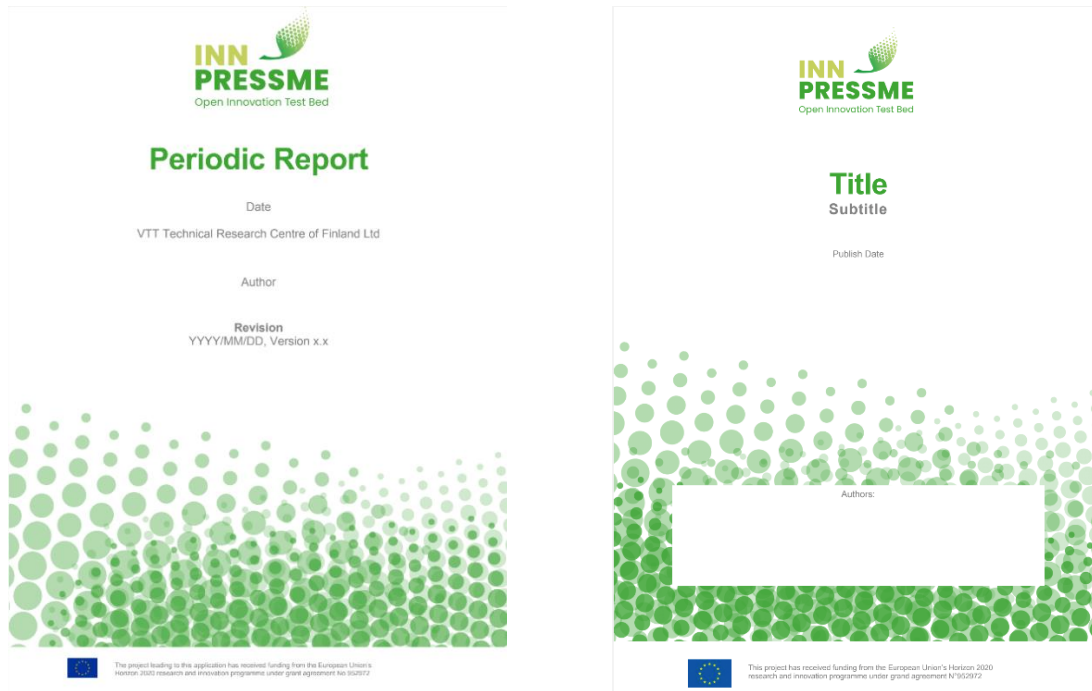 INN
PRESSME
Open Innovation Test Bed
Periodic Report
Date
VTT Technical Research Centre of Finland Ltd
Author
Revision
YYYY/MM/DD, Version x.x
The project leading to this application has received funding from the European Union's
Horizon 2020 research and innovation programme under grant agreement No 952972
INN
PRESSME
Open Innovation Test Bed
Title
Subtitle
Publish Date
Authors:
This project has received funding from the European Union's Horizon 2020
research and innovation programme under grant agreement N°952972